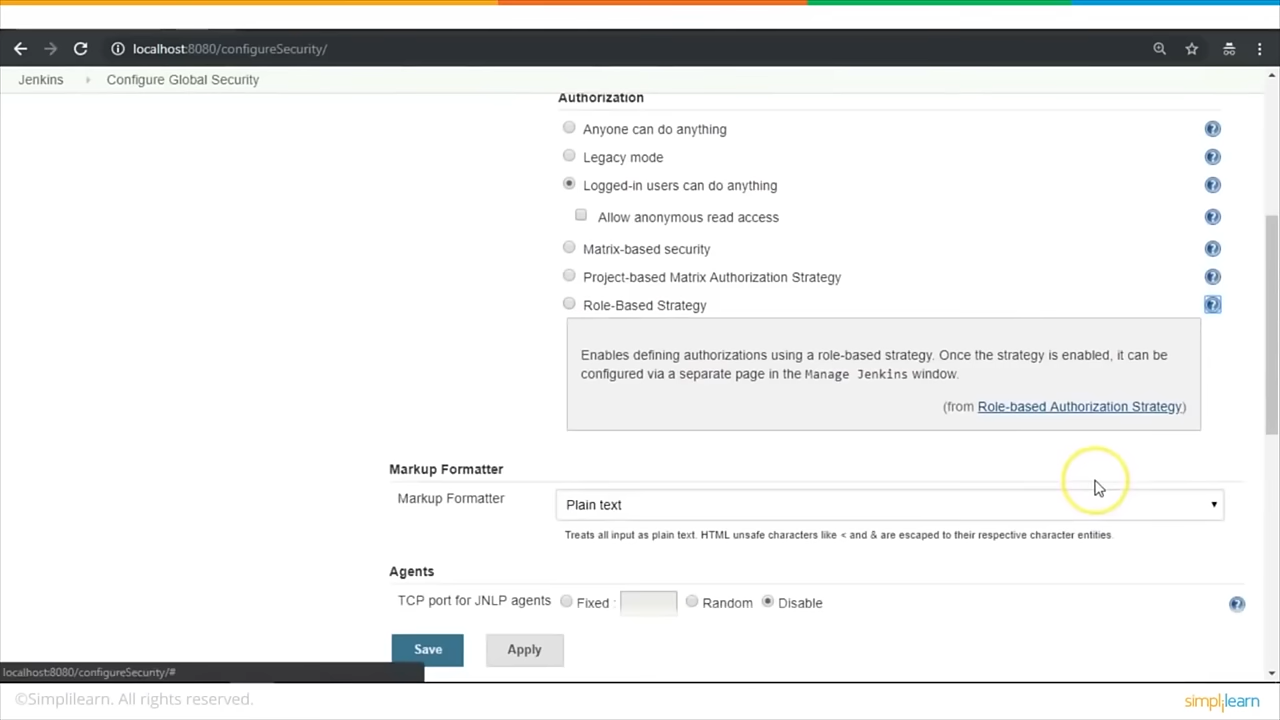 localhost:8080/configureSecurity/
Jenkins Configure Global Security
Authorization
Anyone can do anything
Legacy mode
Logged-in users can do anything
Allow anonymous read access
Matrix-based security
Project-based Matrix Authorization Strategy
Role-Based Strategy
Enables defining authorizations using a role-based strategy. Once the strategy is enabled, it can be
configured via a separate page in the Manage Jenkins window.
(from Role-based Authorization Strategy)
Markup Formatter
Markup Formatter Plain text
Treats all input as plain text. HTML unsafe characters like < and & are escaped to their respective character entities.
Agents
TCP port for JNLP agents Fixed : Random Disable
Save Apply
localhost:8080/configureSecurity/#
©Simplilearn. All rights reserved.
simplilearn